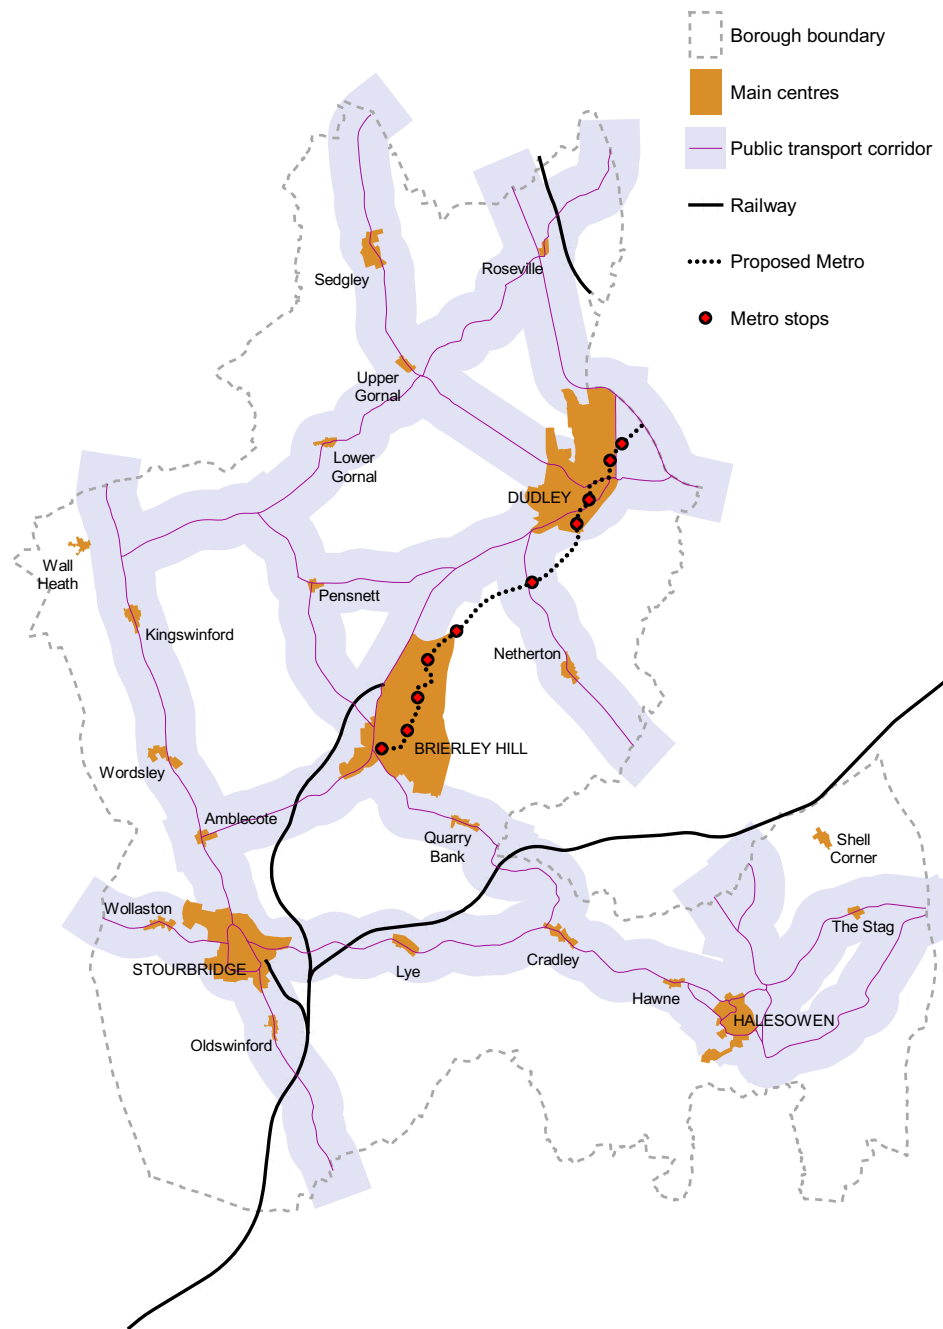 Borough boundary
Main centres
Public transport corridor
Railway
Proposed Metro
Metro stops
Sedgley
Roseville
Upper
Gornal
Lower
Gornal
DUDLEY
Wall
Heath
Pensnett
Kingswinford
Netherton
BRIERLEY HILL
Wordsley
Amblecote
Quarry
Bank
Shell
Corner
Wollaston
The Stag
STOURBRIDGE
Lye
Cradley
Hawne
HALESOWEN
Oldswinford